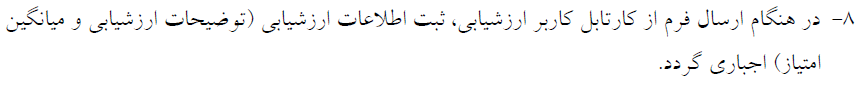 ۸- در هنگام ارسال فرم از کارتابل کاربر ارزشیابی، ثبت اطلاعات ارزشیابی (توضیحات ارزشیابی و میانگین
امتیاز) اجباری گردد.